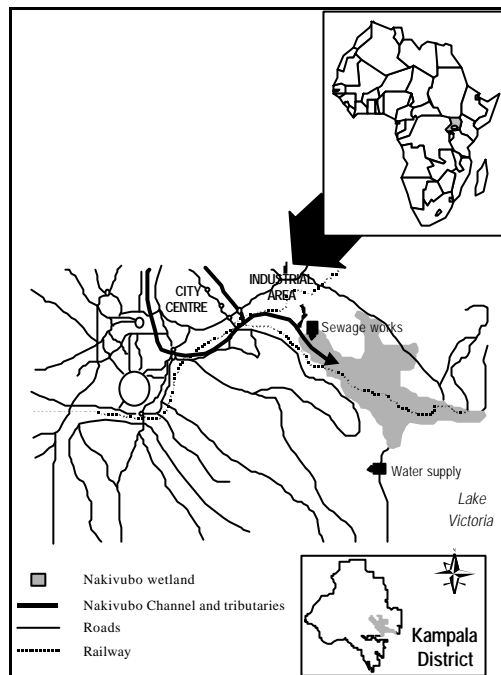 CITY
CENTRE
INDUSTRIAL
AREA
Sewage works
Water supply
Lake
Victoria
Nakivubo wetland
Nakivubo Channel and tributaries
Roads
Railway
Kampala
District